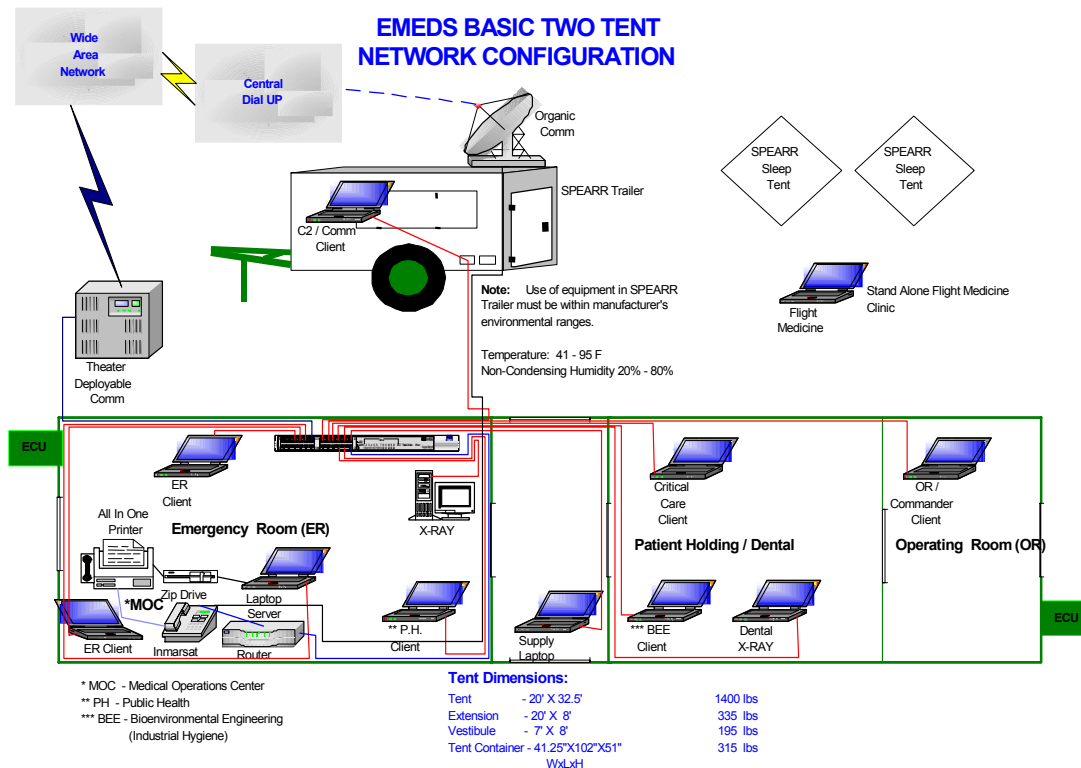 EMEDS BASIC TWO TENT
NETWORK CONFIGURATION
Wide
Area
Network
Central
Dial UP
Organic
Comm
SPEARR Trailer
C2 / Comm
Client
SPEARR
Sleep
Tent
SPEARR
Sleep
Tent
Note: Use of equipment in SPEARR
Trailer must be within manufacturer's
environmental ranges.
Temperature: 41 - 95 F
Non-Condensing Humidity 20% - 80%
Flight
Medicine
Stand Alone Flight Medicine
Clinic
Theater
Deployable
Comm
ECU
ER
Client
All In One
Printer
Emergency Room (ER)
X-RAY
Zip Drive
*MOC
Laptop
Server
ER Client
Inmarsat
Router
** P.H.
Client
Supply
Laptop
Critical
Care
Client
Patient Holding / Dental
*** BEE
Client
Dental
X-RAY
OR /
Commander
Client
Operating Room (OR)
ECU
* MOC - Medical Operations Center
** PH - Public Health
*** BEE - Bioenvironmental Engineering
(Industrial Hygiene)
Tent Dimensions:
Tent - 20' X 32.5' 1400 lbs
Extension - 20' X 8' 335 lbs
Vestibule - 7' X 8' 195 lbs
Tent Container - 41.25"X102"X51" 315 lbs
WxLxH